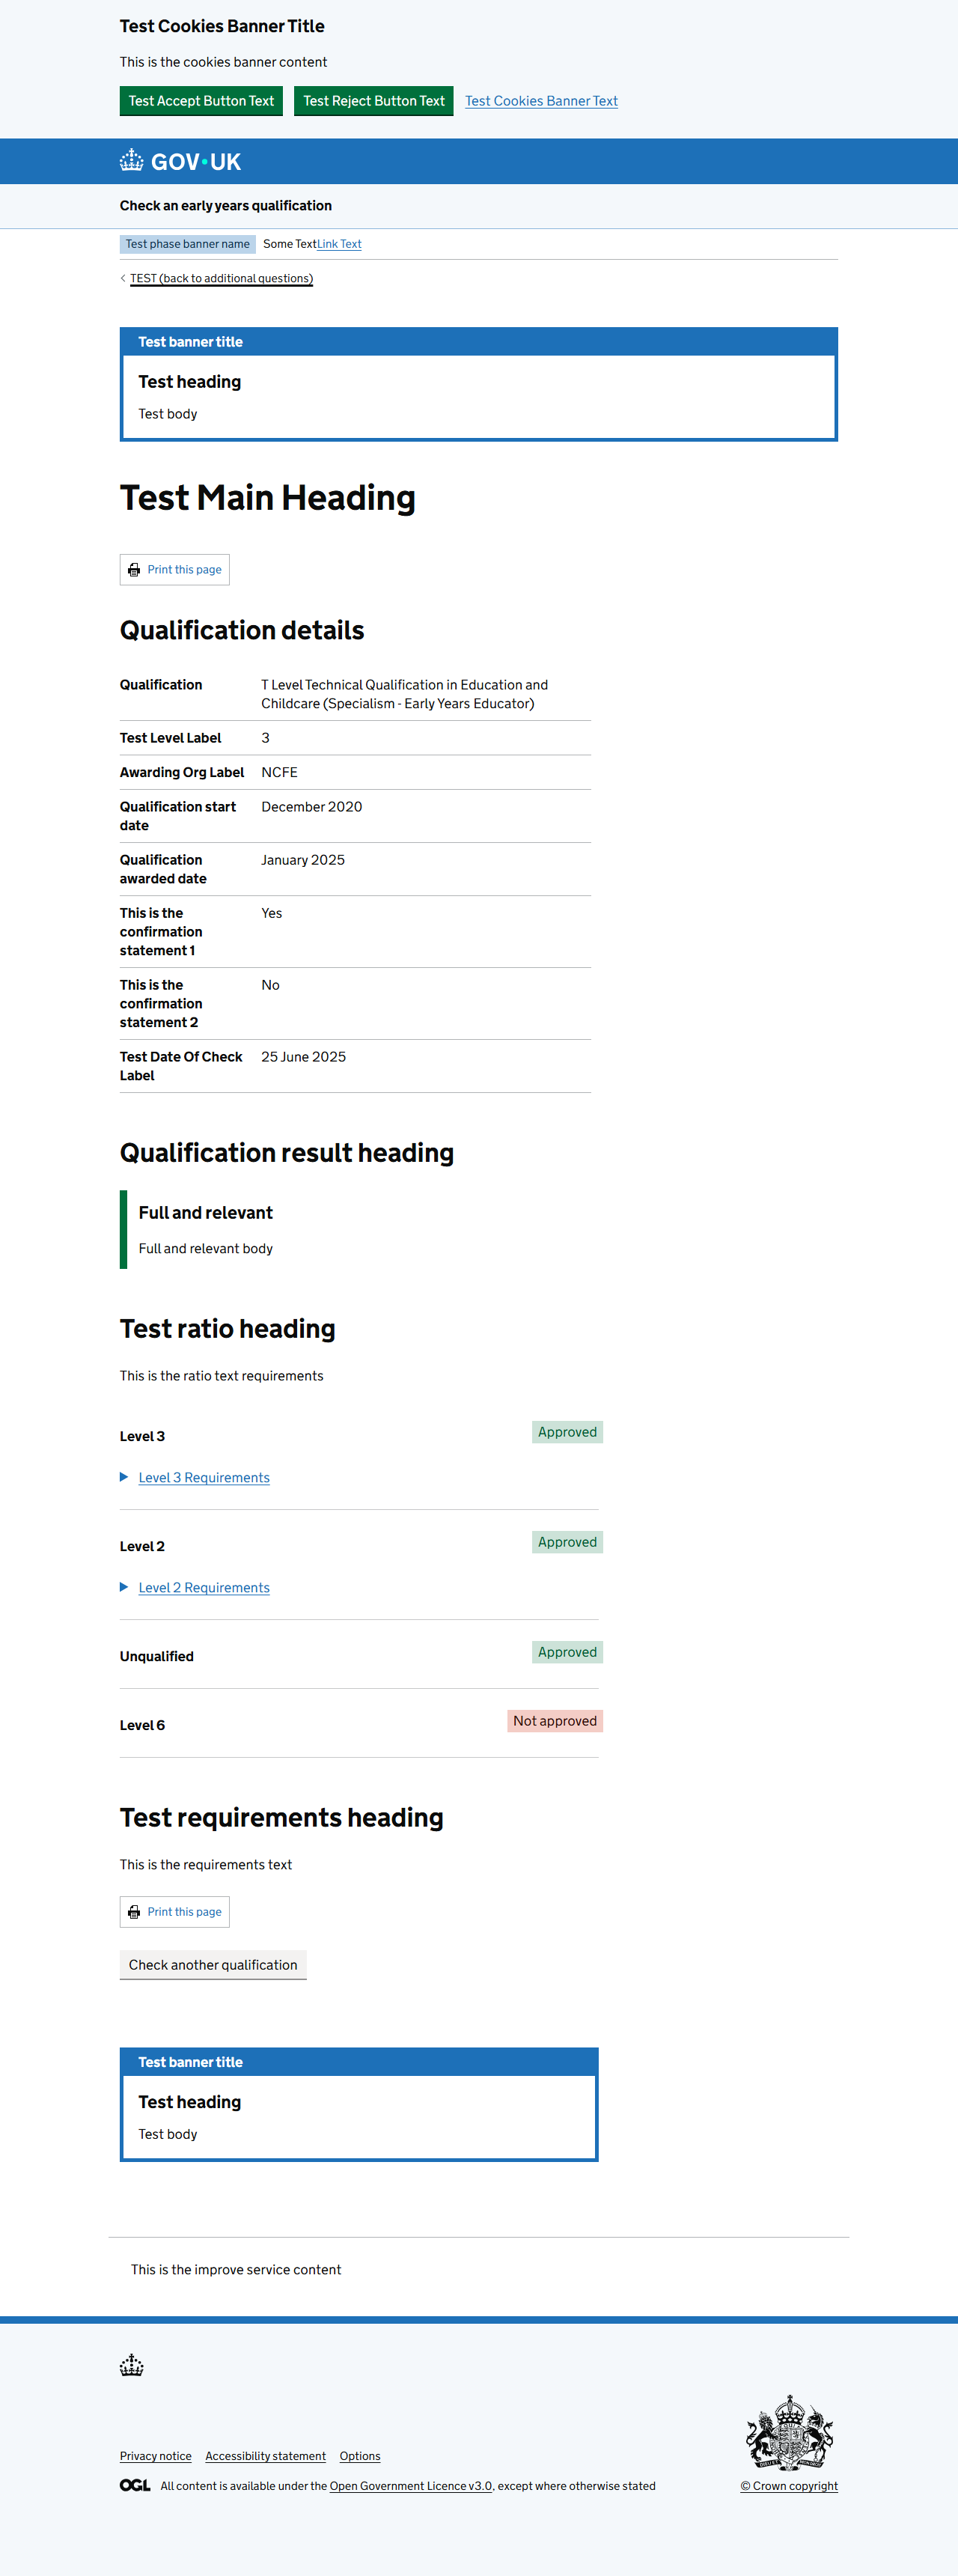 Test Cookies Banner Title
This is the cookies banner content
Test Accept Button Text Test Reject Button Text Test Cookies Banner Text
GOV.UK
Check an early years qualification
Test phase banner name Some TextLink Text
TEST (back to additional questions)
Test banner title
Test heading
Test body
Test Main Heading
Print this page
Qualification details
Qualification T Level Technical Qualification in Education and
Childcare (Specialism - Early Years Educator)
Test Level Label 3
Awarding Org Label NCFE
Qualification start December 2020
date
Qualification January 2025
awarded date
This is the Yes
confirmation
statement 1
This is the No
confirmation
statement 2
Test Date Of Check 25 June 2025
Label
Qualification result heading
Full and relevant
Full and relevant body
Test ratio heading
This is the ratio text requirements
Level 3 Approved
Level 3 Requirements
Level 2 Approved
Level 2 Requirements
Unqualified Approved
Level 6 Not approved
Test requirements heading
This is the requirements text
Print this page
Check another qualification
Test banner title
Test heading
Test body
This is the improve service content
Privacy notice Accessibility statement Options
OGL All content is available under the Open Government Licence v3.0, except where otherwise stated © Crown copyright